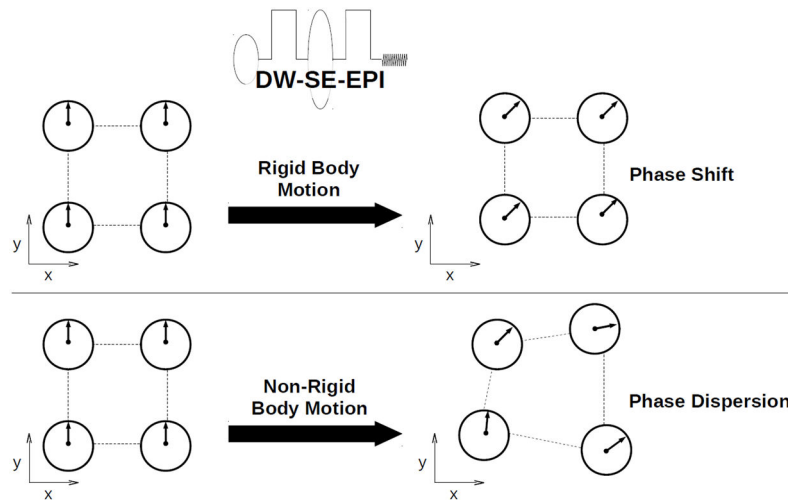 DW-SE-EPI
Rigid Body
Motion
Phase Shift
y
x
y
x
Non-Rigid
Body Motion
Phase Dispersion
y
x
y
x